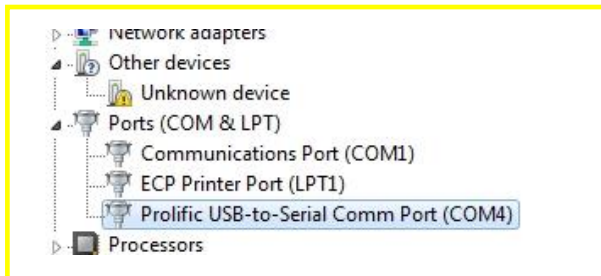 Network adapters
Other devices
Unknown device
Ports (COM & LPT)
Communications Port (COM1)
ECP Printer Port (LPT1)
Prolific USB-to-Serial Comm Port (COM4)
Processors